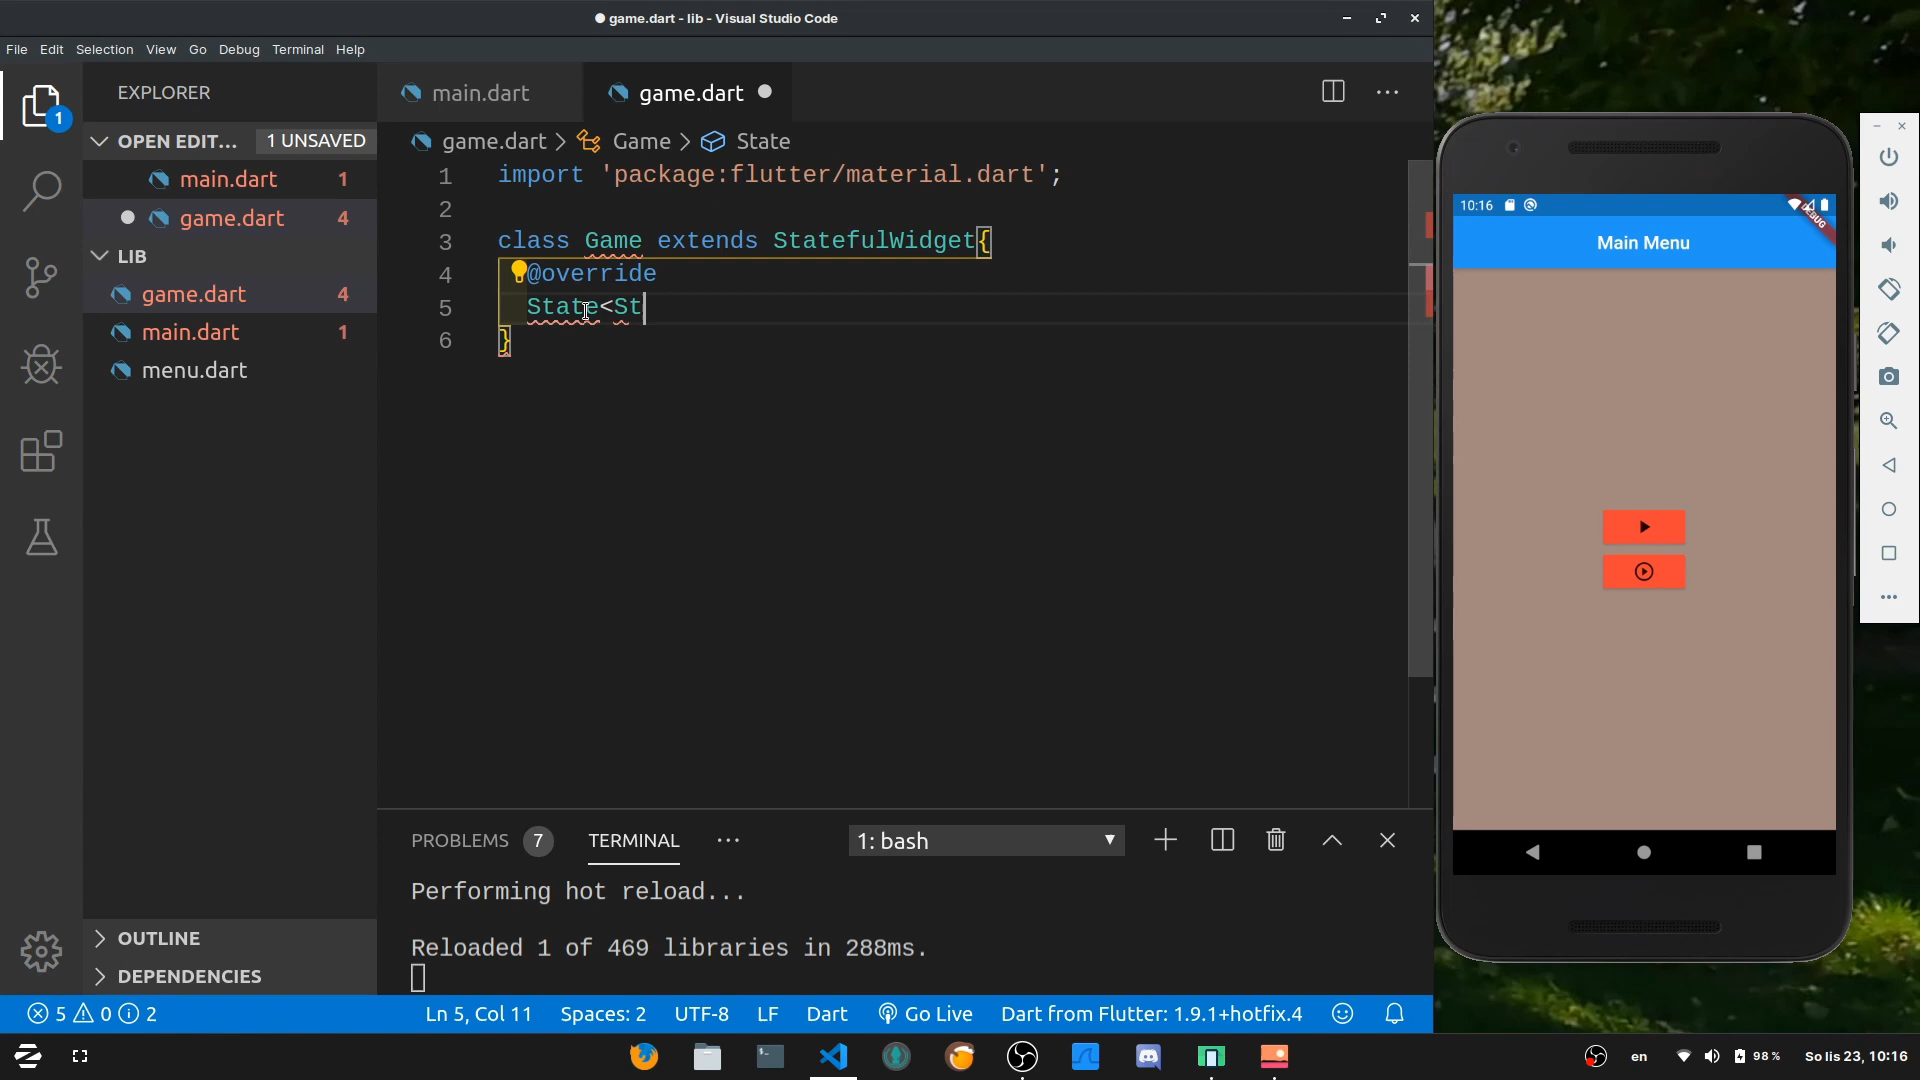 game.dart - lib - Visual Studio Code
File Edit Selection View Go Debug Terminal Help
EXPLORER
OPEN EDIT... 1 UNSAVED
main.dart 1
game.dart 4
LIB
game.dart 4
main.dart 1
menu.dart
OUTLINE
DEPENDENCIES
1
main.dart game.dart
game.dart > Game > State
1 import 'package:flutter/material.dart';
2
3 class Game extends StatefulWidget{
4 @override
5 State<St
6 }
PROBLEMS 7 TERMINAL ... 1: bash
Performing hot reload...
Reloaded 1 of 469 libraries in 288ms.
5 0 2 Ln 5, Col 11 Spaces: 2 UTF-8 LF Dart Go Live Dart from Flutter: 1.9.1+hotfix.4
10:16
DEBUG
Main Menu
en 98% So lis 23, 10:16